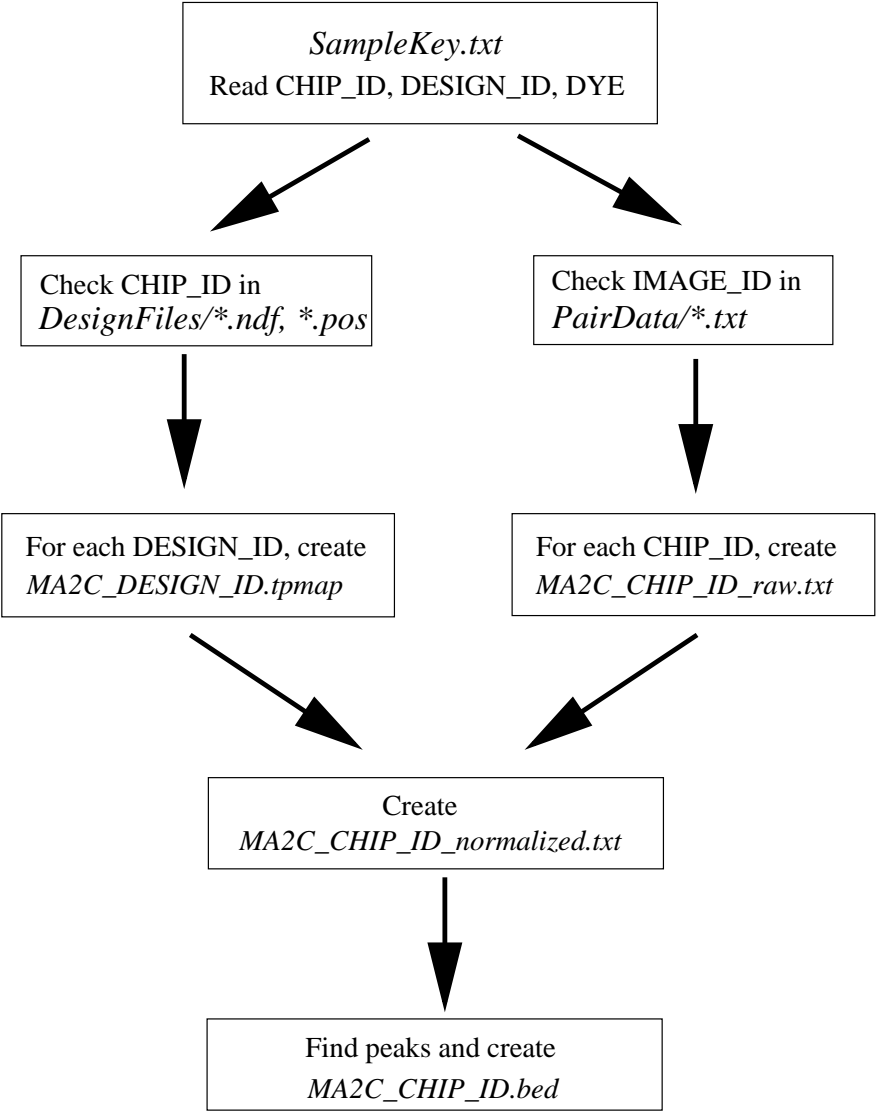 SampleKey.txt
Read CHIP_ID, DESIGN_ID, DYE
Check CHIP_ID in
DesignFiles/*.ndf, *.pos
Check IMAGE_ID in
PairData/*.txt
For each DESIGN_ID, create
MA2C_DESIGN_ID.tpmap
For each CHIP_ID, create
MA2C_CHIP_ID_raw.txt
Create
MA2C_CHIP_ID_normalized.txt
Find peaks and create
MA2C_CHIP_ID.bed